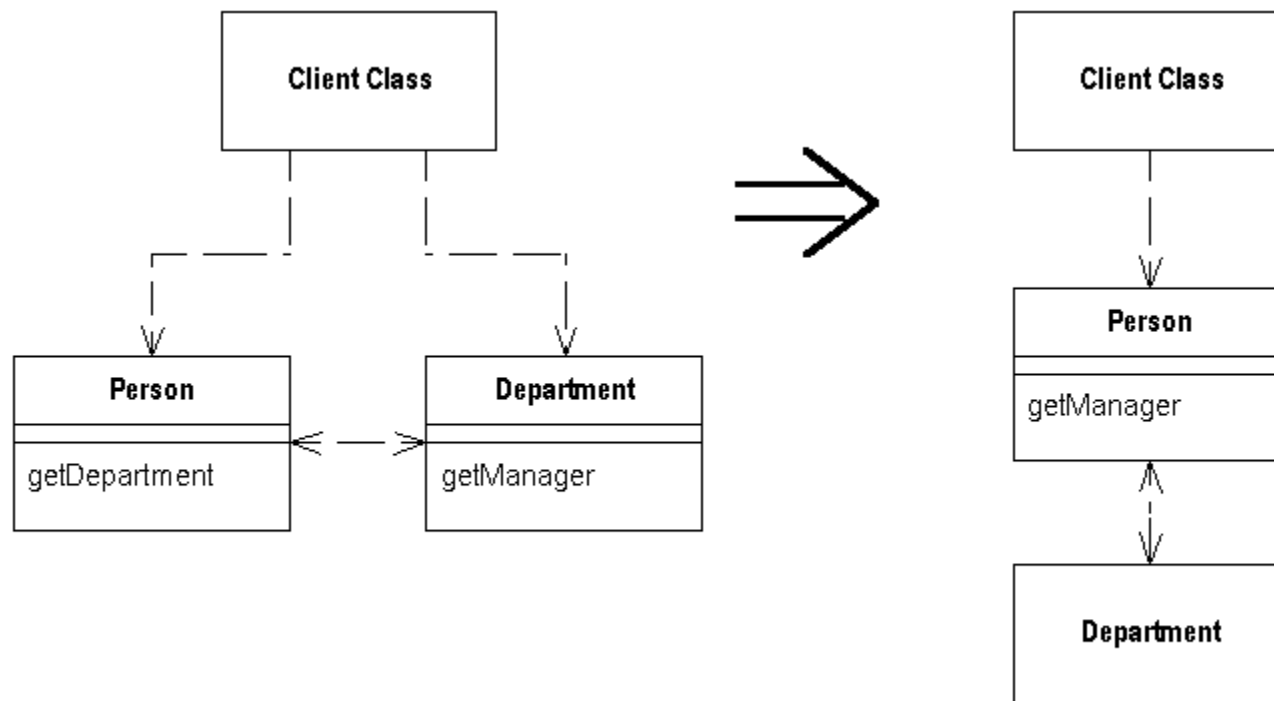 Client Class
Person
getDepartment
Department
getManager
Client Class
Person
getManager
Department